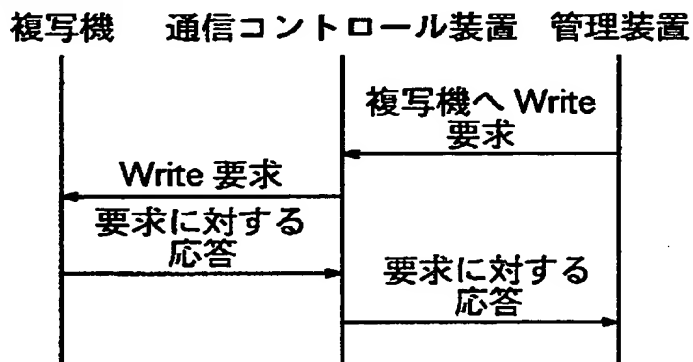 複写機 通信コントロール装置 管理装置
複写機へ Write
要求
Write 要求
要求に対する
応答
要求に対する
応答